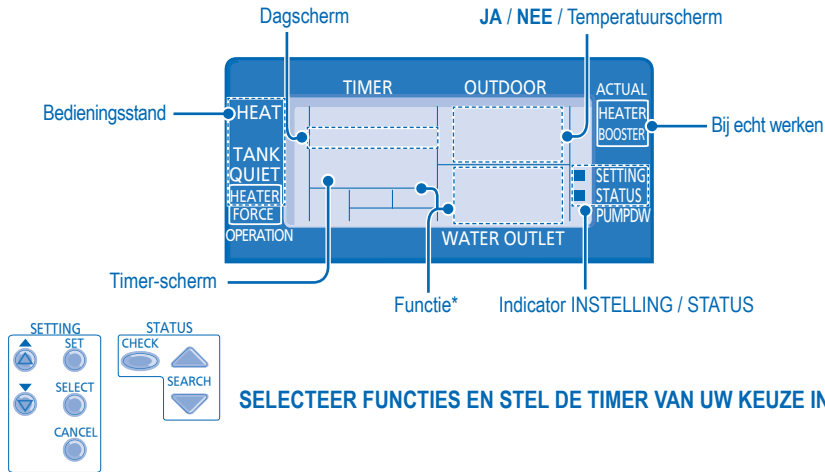 Dagscherm
JA / NEE / Temperatuurscherm
TIMER
OUTDOOR
ACTUAL
Bedieningsstand
HEAT
HEATER
BOOSTER
Bij echt werken
TANK
QUIET
HEATER
FORCE
OPERATION
SETTING
STATUS
PUMPDW
WATER OUTLET
Timer-scherm
Functie*
Indicator INSTELLING / STATUS
SETTING
SET
SELECT
CANCEL
STATUS
CHECK
SEARCH
SELECTEER FUNCTIES EN STEL DE TIMER VAN UW KEUZE IN